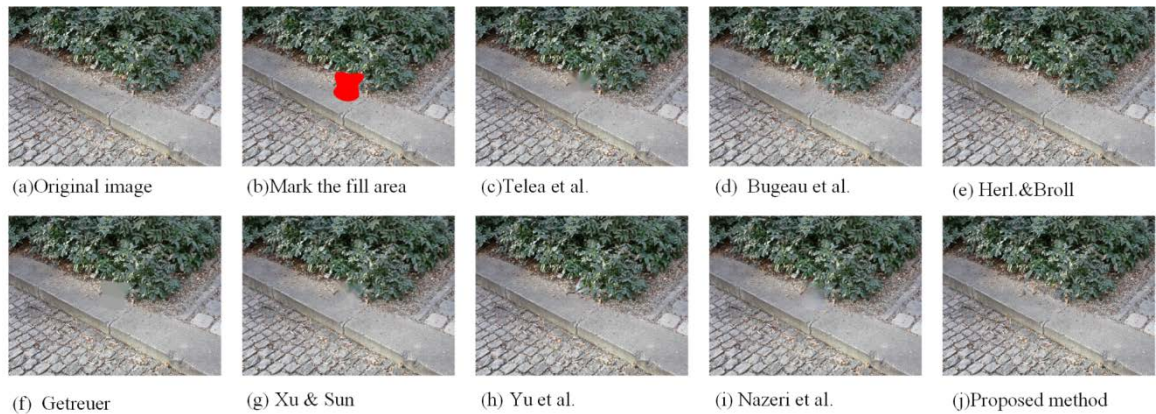 (a)Original image
(b)Mark the fill area
(c)Telea et al.
(d) Bugeau et al.
(e) Herl.&Broll
(f) Getreuer
(g) Xu & Sun
(h) Yu et al.
(i) Nazeri et al.
(j)Proposed method